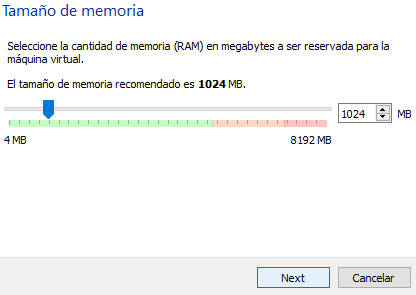 Tamaño de memoria
Seleccione la cantidad de memoria (RAM) en megabytes a ser reservada para la
máquina virtual.
El tamaño de memoria recomendado es 1024 MB.
1024 MB
4 MB 8192 MB
Next Cancelar